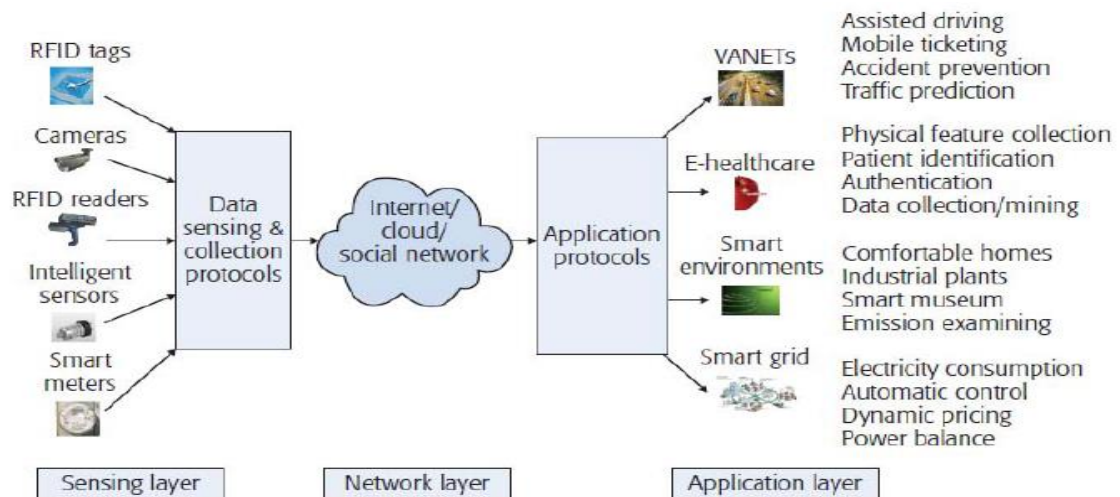 RFID tags
Cameras
RFID readers
Intelligent
sensors
Smart
meters
Data
sensing &
collection
protocols
Internet/
cloud/
social network
Application
protocols
VANETs
Assisted driving
Mobile ticketing
Accident prevention
Traffic prediction
E-healthcare
Physical feature collection
Patient identification
Authentication
Data collection/mining
Smart
environments
Comfortable homes
Industrial plants
Smart museum
Emission examining
Smart grid
Electricity consumption
Automatic control
Dynamic pricing
Power balance
Sensing layer
Network layer
Application layer